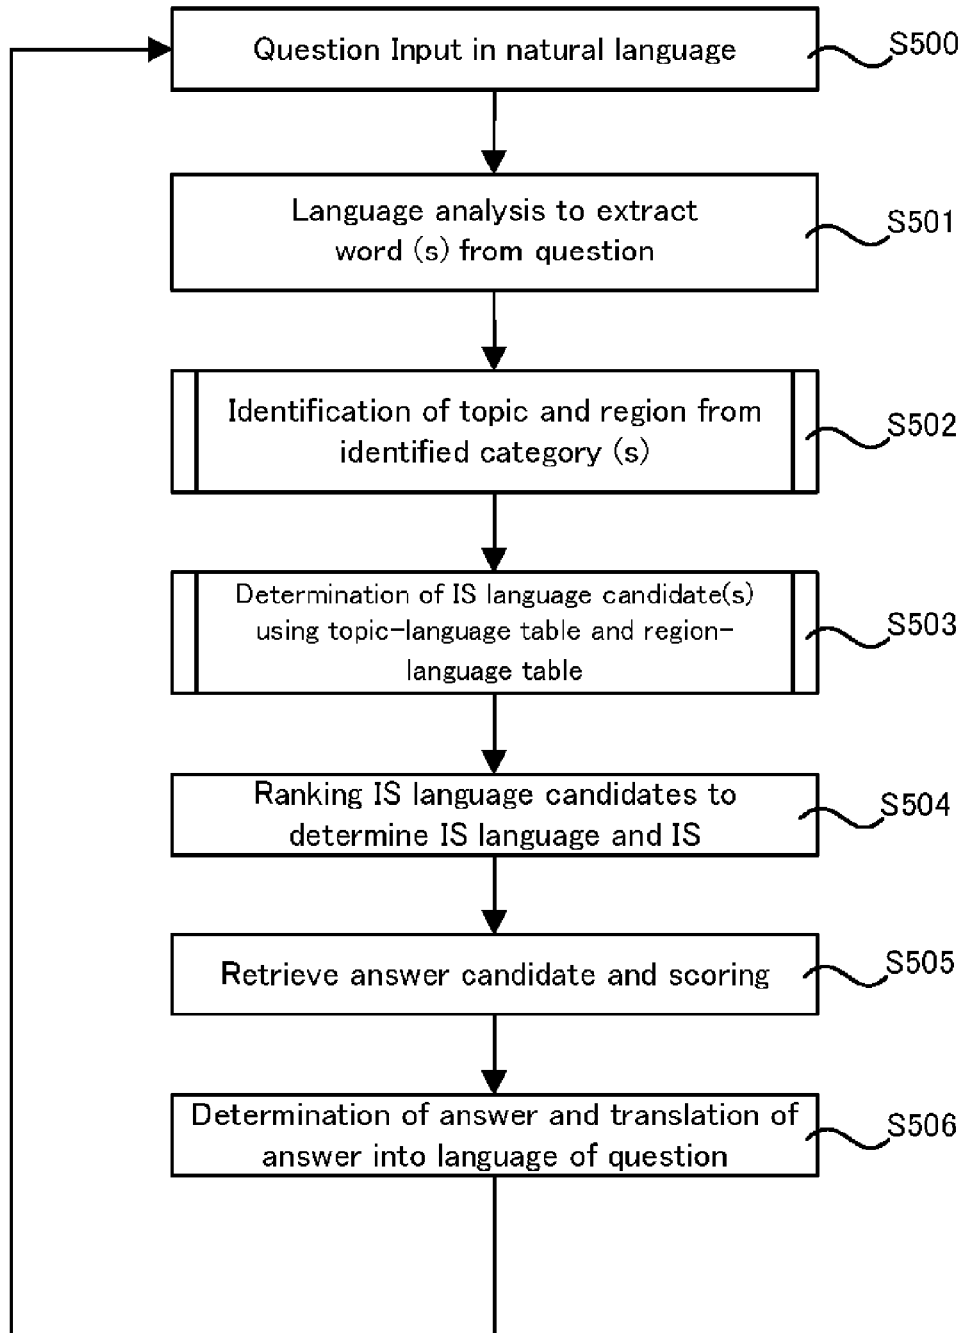 Question Input in natural language
S500
Language analysis to extract
word (s) from question
S501
Identification of topic and region from
identified category (s)
S502
Determination of IS language candidate(s)
using topic-language table and region-
language table
S503
Ranking IS language candidates to
determine IS language and IS
S504
Retrieve answer candidate and scoring
S505
Determination of answer and translation of
answer into language of question
S506